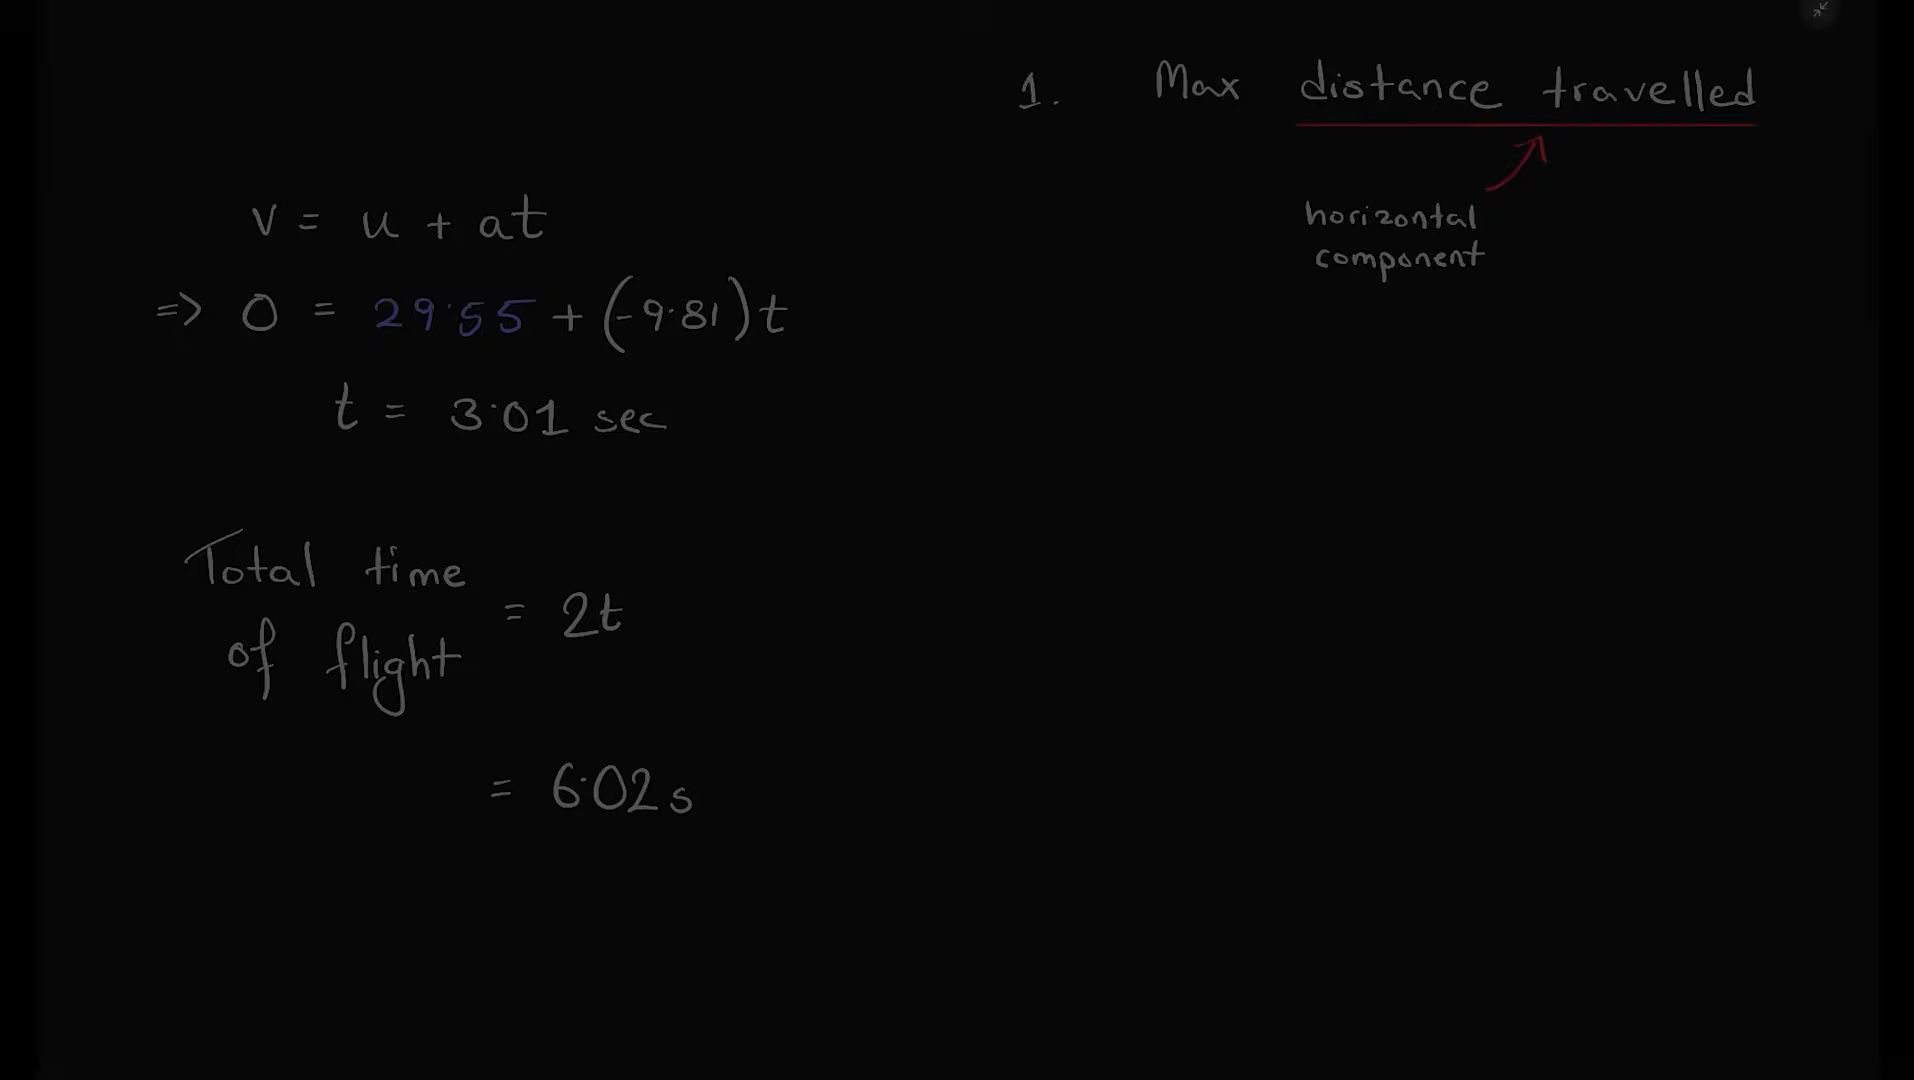 1. Max distance travelled
horizontal
component
v = u + at
=> 0 = 29·55 + (-9·81)t
t = 3·01 sec
Total time
of flight
= 2t
= 6·02 s